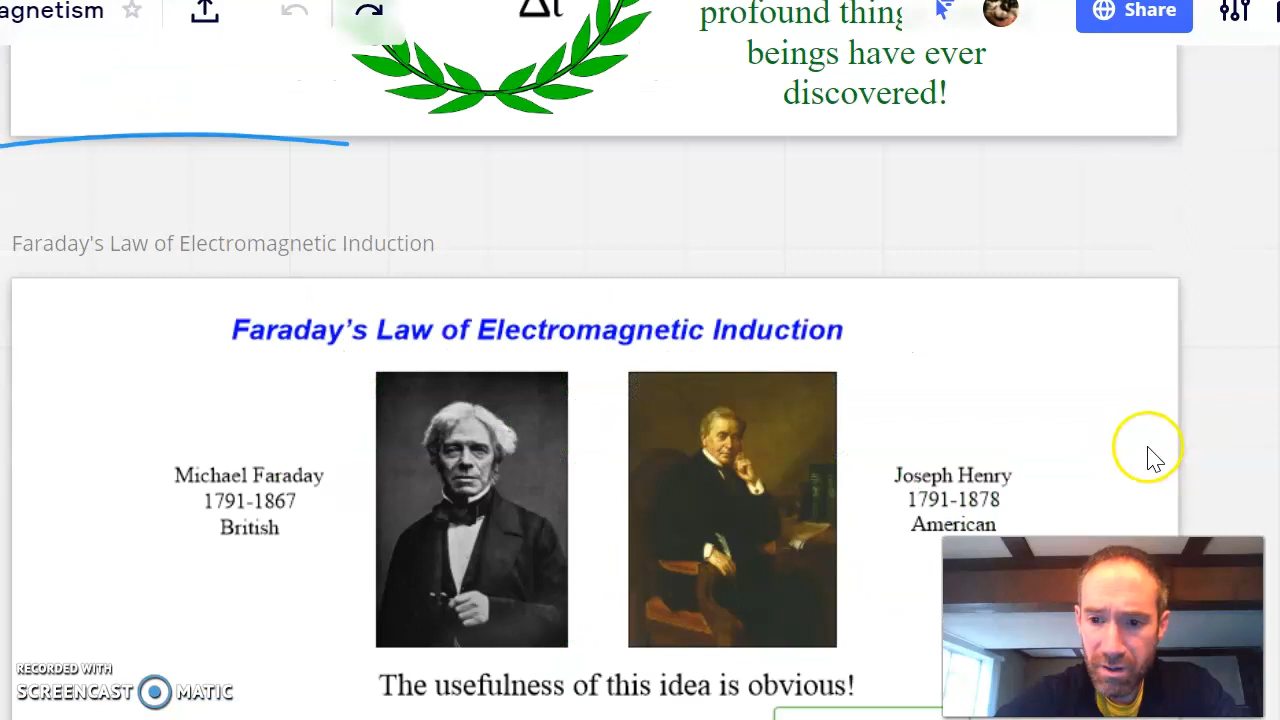 agnetism
Share
Δt
profound thing
beings have ever
discovered!
Faraday's Law of Electromagnetic Induction
Faraday's Law of Electromagnetic Induction
Michael Faraday
1791-1867
British
Joseph Henry
1791-1878
American
RECORDED WITH
SCREENCAST MATIC
The usefulness of this idea is obvious!